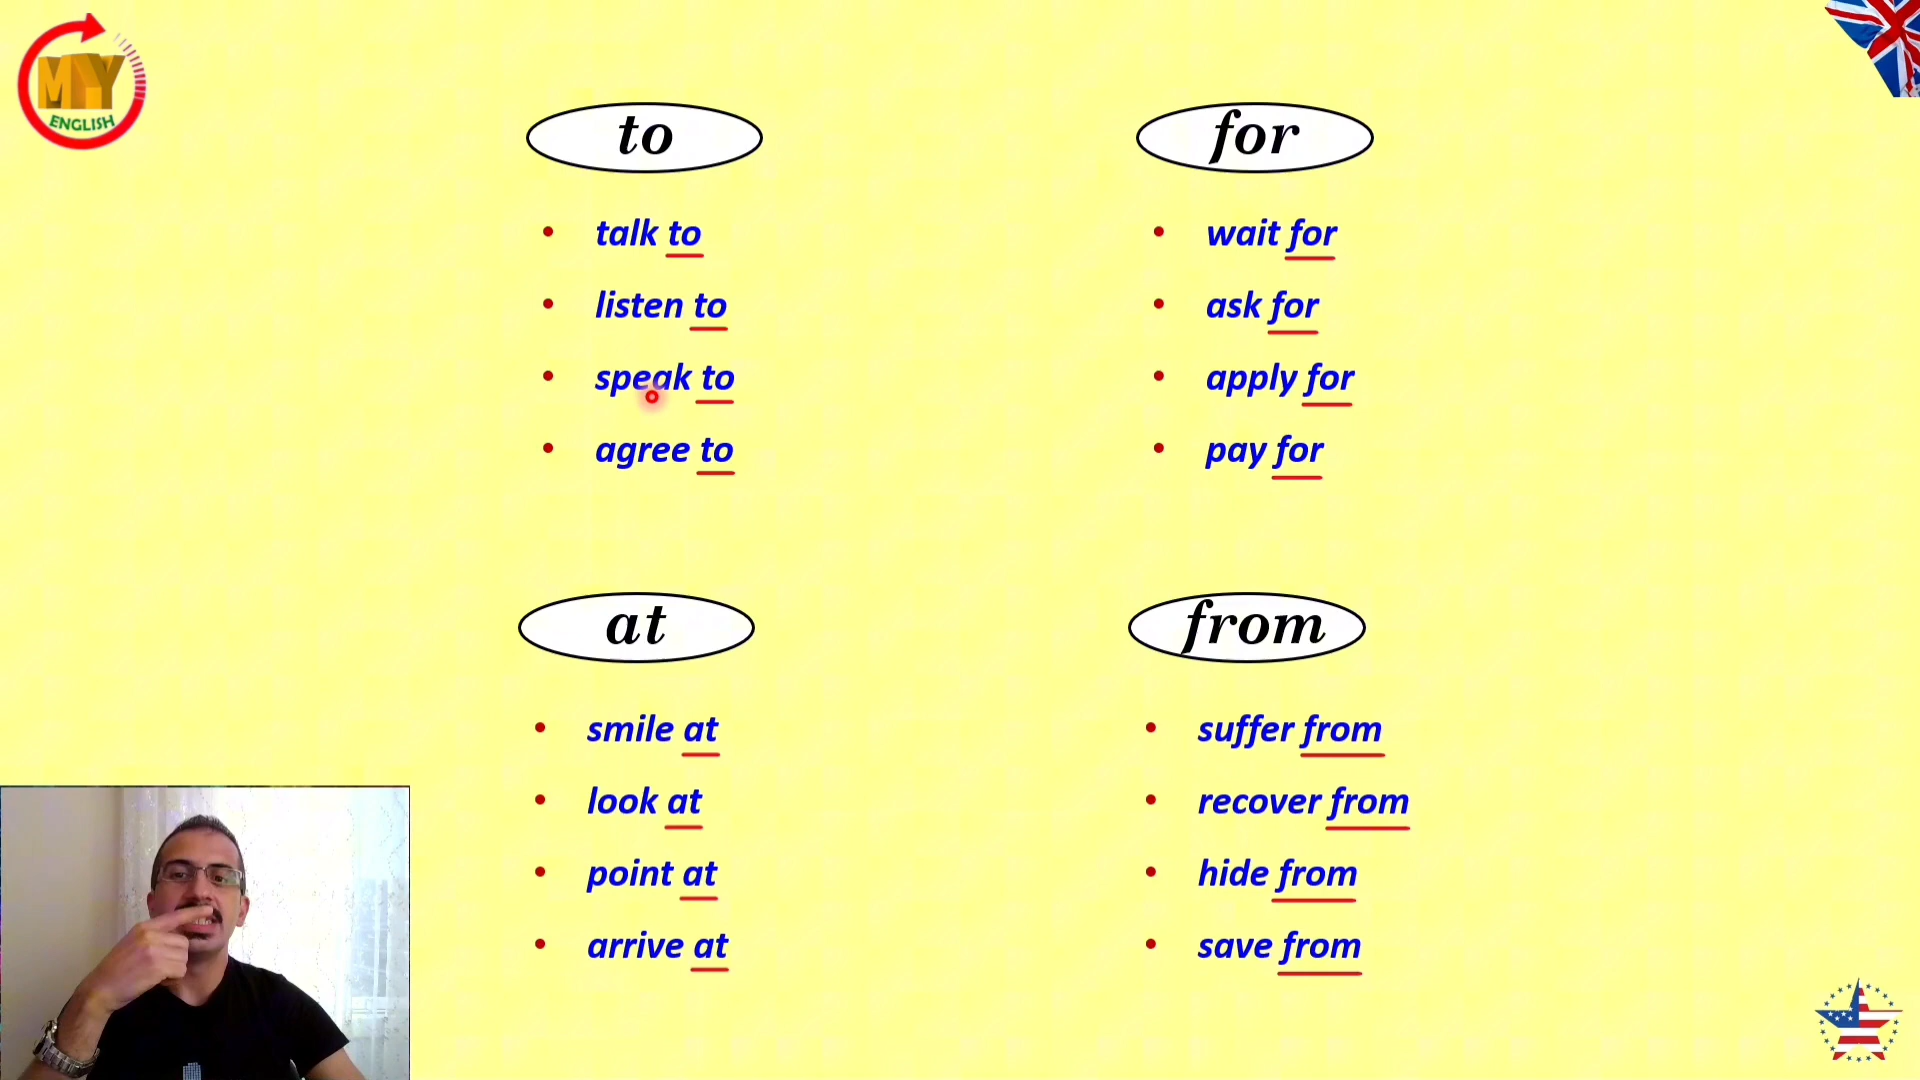 MY
ENGLISH
to
talk to
listen to
speak to
agree to
for
wait for
ask for
apply for
pay for
at
smile at
look at
point at
arrive at
from
suffer from
recover from
hide from
save from